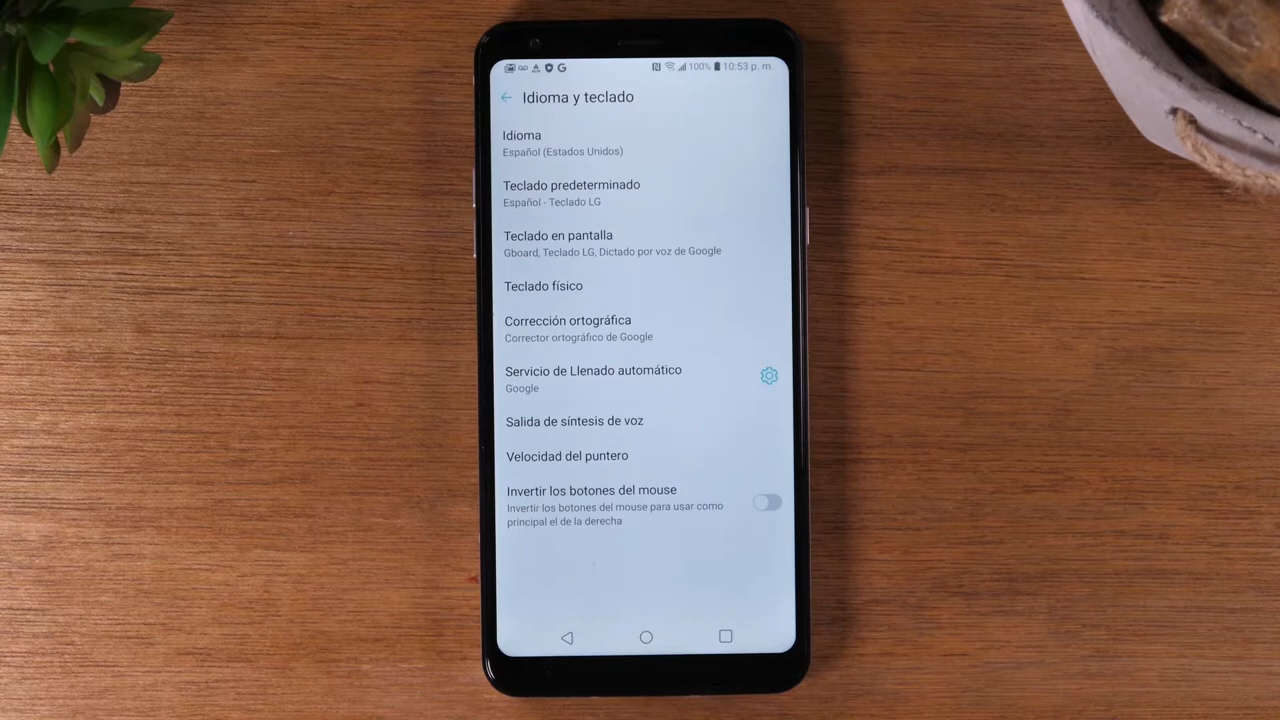 100% 10:53 p. m.
Idioma y teclado
Idioma
Español (Estados Unidos)
Teclado predeterminado
Español - Teclado LG
Teclado en pantalla
Gboard, Teclado LG, Dictado por voz de Google
Teclado físico
Corrección ortográfica
Corrector ortográfico de Google
Servicio de Llenado automático
Google
Salida de síntesis de voz
Velocidad del puntero
Invertir los botones del mouse
Invertir los botones del mouse para usar como
principal el de la derecha